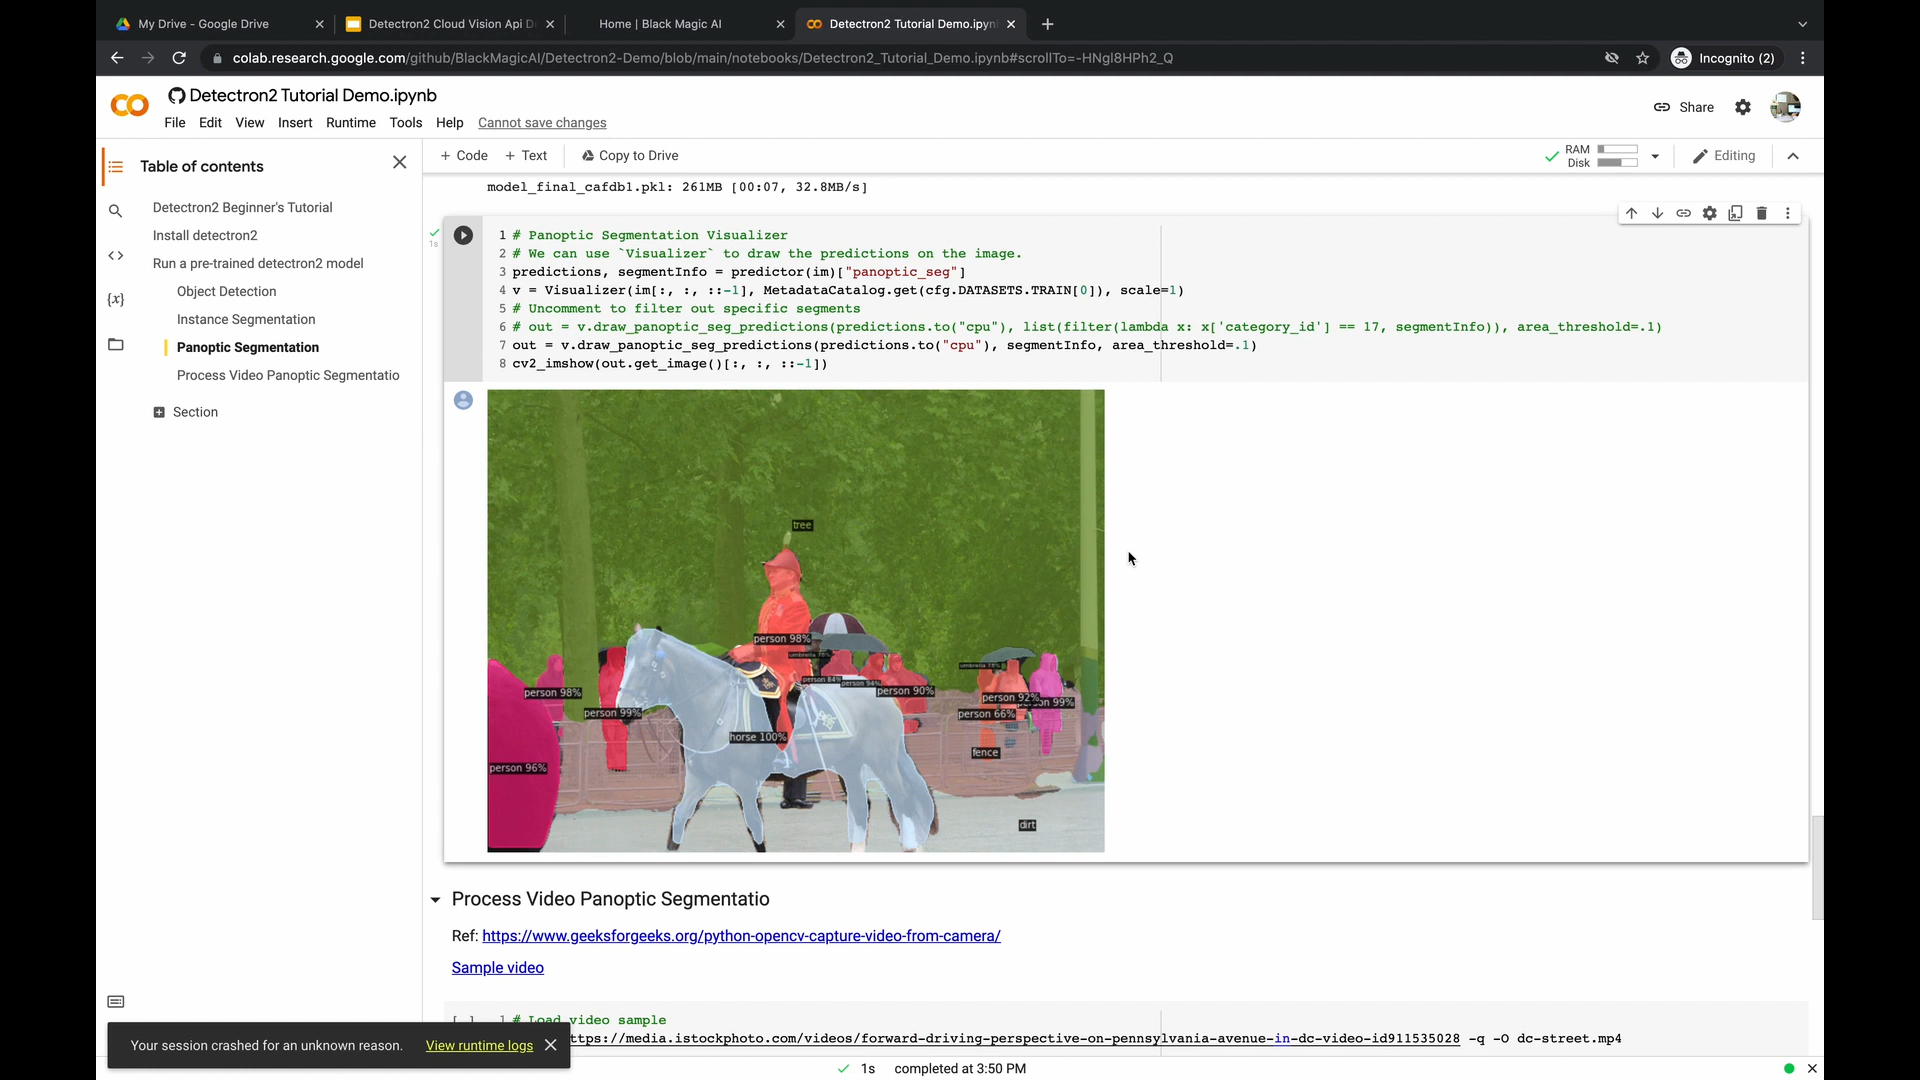 My Drive - Google Drive
Detectron2 Cloud Vision Api D
Home | Black Magic AI
Detectron2 Tutorial Demo.ipyn
colab.research.google.com/github/BlackMagicAI/Detectron2-Demo/blob/main/notebooks/Detectron2_Tutorial_Demo.ipynb#scrollTo=-HNgl8HPh2_Q
Incognito (2)
Detectron2 Tutorial Demo.ipynb
Share
File Edit View Insert Runtime Tools Help Cannot save changes
Table of contents
+ Code + Text Copy to Drive
RAM
Disk
Editing
model_final_cafdb1.pkl: 261MB [00:07, 32.8MB/s]
Detectron2 Beginner's Tutorial
Install detectron2
Run a pre-trained detectron2 model
Object Detection
Instance Segmentation
Panoptic Segmentation
Process Video Panoptic Segmentatio
Section
{x}
1s
1 # Panoptic Segmentation Visualizer
2 # We can use `Visualizer` to draw the predictions on the image.
3 predictions, segmentInfo = predictor(im)["panoptic_seg"]
4 v = Visualizer(im[:, :, ::-1], MetadataCatalog.get(cfg.DATASETS.TRAIN[0]), scale=1)
5 # Uncomment to filter out specific segments
6 # out = v.draw_panoptic_seg_predictions(predictions.to("cpu"), list(filter(lambda x: x['category_id'] == 17, segmentInfo)), area_threshold=.1)
7 out = v.draw_panoptic_seg_predictions(predictions.to("cpu"), segmentInfo, area_threshold=.1)
8 cv2_imshow(out.get_image()[:, :, ::-1])
tree
person 98%
umbrella 78%
person 84%
person 94%
person 90%
person 98%
person 99%
person 92%
on 99%
person 66%
horse 100%
fence
person 96%
dirt
Process Video Panoptic Segmentatio
Ref: https://www.geeksforgeeks.org/python-opencv-capture-video-from-camera/
Sample video
[ ] 1 # Load video sample
ttps://media.istockphoto.com/videos/forward-driving-perspective-on-pennsylvania-avenue-in-dc-video-id911535028 -q -O dc-street.mp4
Your session crashed for an unknown reason. View runtime logs
1s completed at 3:50 PM